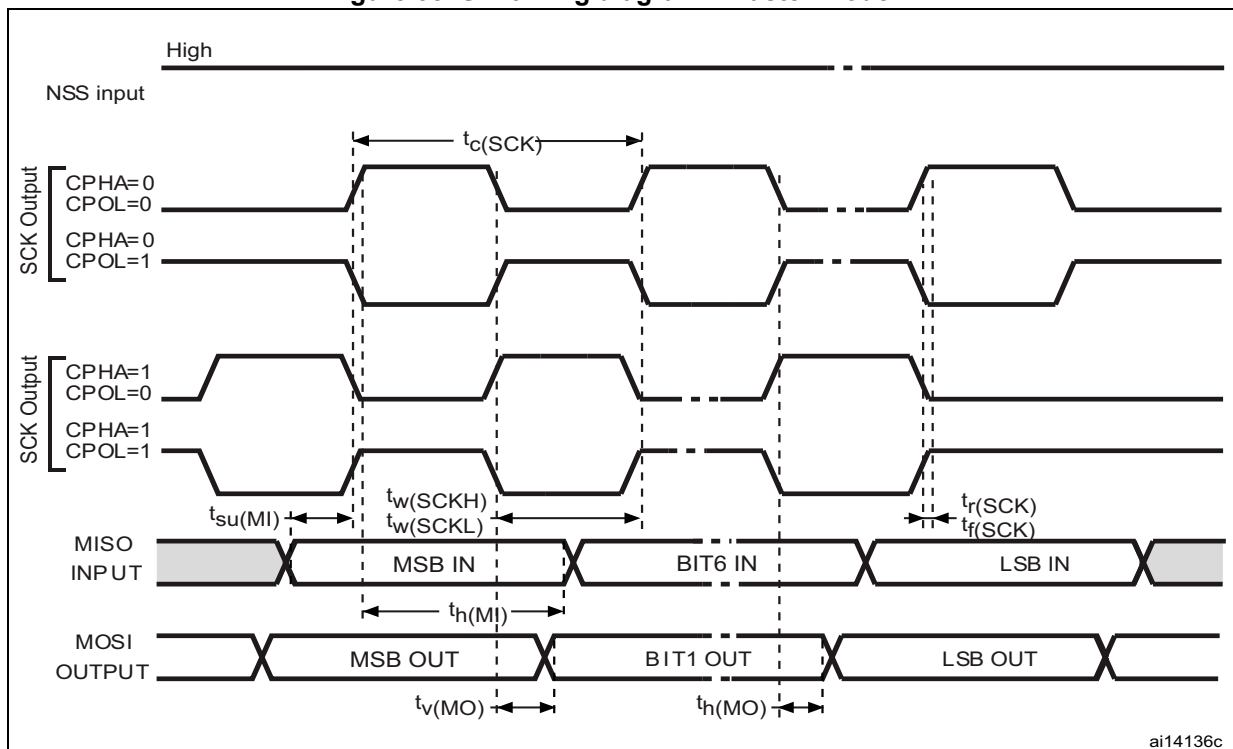 High
NSS input
tc(SCK)
SCK Output
CPHA=0
CPOL=0
CPHA=0
CPOL=1
SCK Output
CPHA=1
CPOL=0
CPHA=1
CPOL=1
tsu(MI)
tw(SCKH)
tw(SCKL)
tr(SCK)
tf(SCK)
MISO
INPUT
MSB IN
BIT6 IN
LSB IN
th(MI)
MOSI
OUTPUT
MSB OUT
BIT1 OUT
LSB OUT
tv(MO)
th(MO)
ai14136c